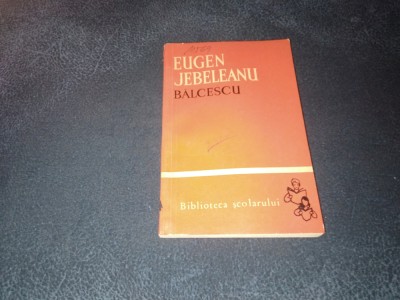 EUGEN
JEBELEANU
BALCESCU
Biblioteca școlarului